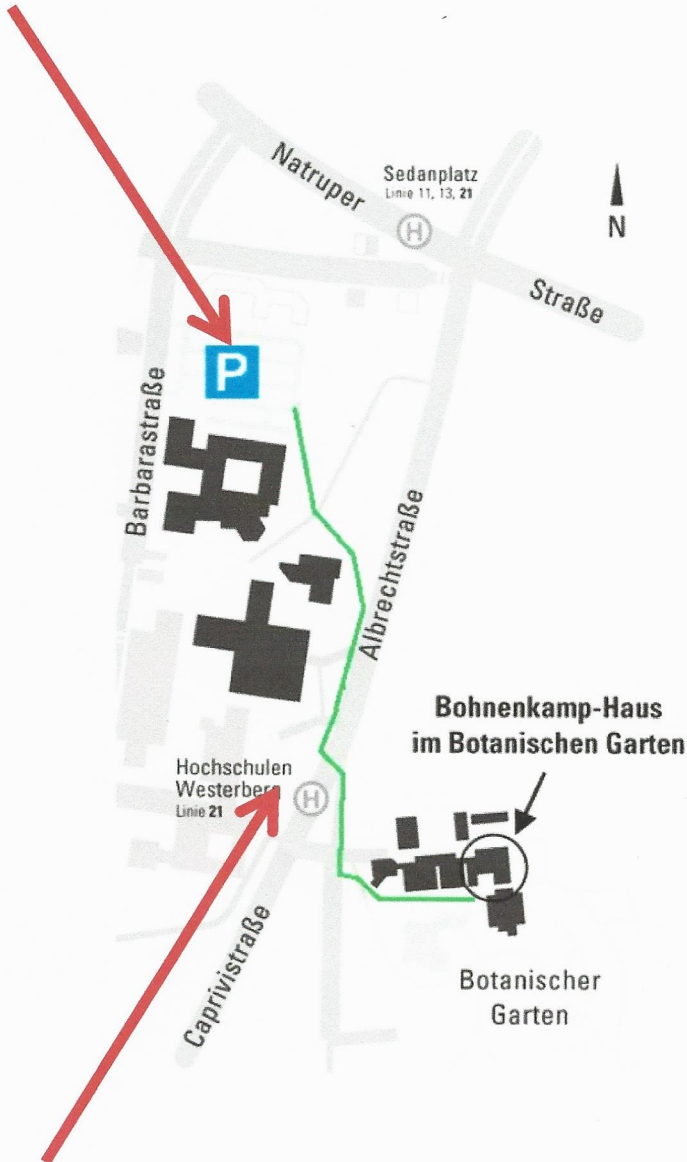 Natruper
Sedanplatz
Linie 11, 13, 21
H
N
Straße
P
Barbarastraße
Albrechtstraße
Bohnenkamp-Haus
im Botanischen Garten
Hochschulen
Westerberg
Linie 21
H
Caprivistraße
Botanischer
Garten